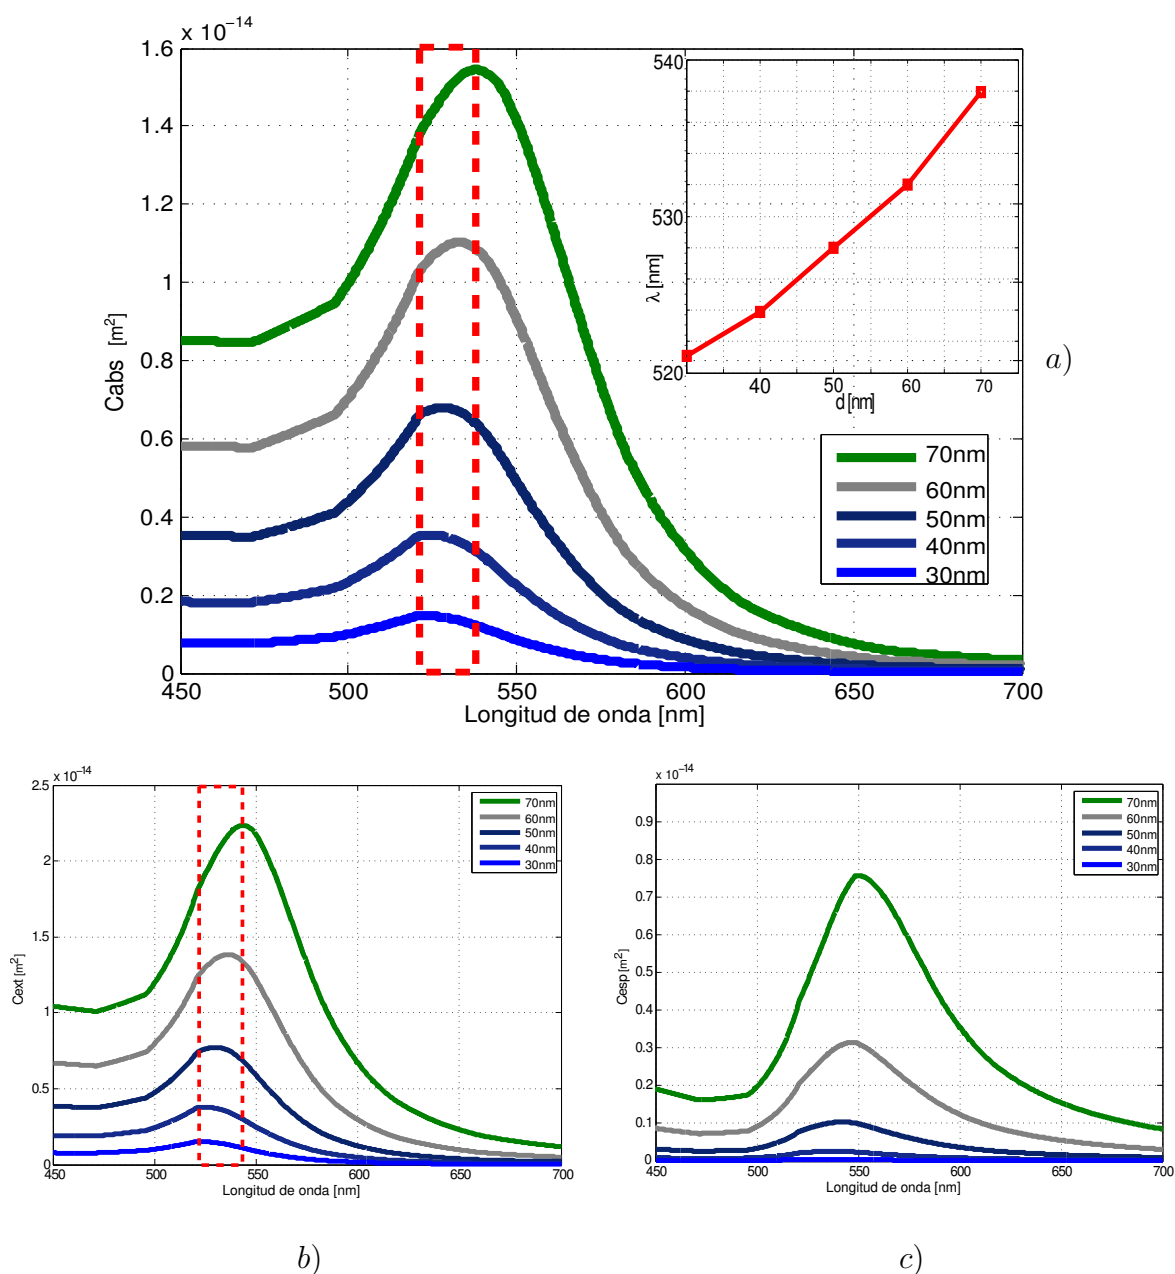 x 10⁻¹⁴
1.6
1.4
1.2
1
0.8
0.6
0.4
0.2
0
Cabs [m²]
450 500 550 600 650 700
Longitud de onda [nm]
540
530
520
λ [nm]
40 50 60 70
d [nm]
70nm
60nm
50nm
40nm
30nm
a)
x 10⁻¹⁴
2.5
2
1.5
1
0.5
0
Cext [m²]
450 500 550 600 650 700
Longitud de onda [nm]
70nm
60nm
50nm
40nm
30nm
b)
x 10⁻¹⁴
0.9
0.8
0.7
0.6
0.5
0.4
0.3
0.2
0.1
0
Cesp [m²]
450 500 550 600 650 700
Longitud de onda [nm]
70nm
60nm
50nm
40nm
30nm
c)